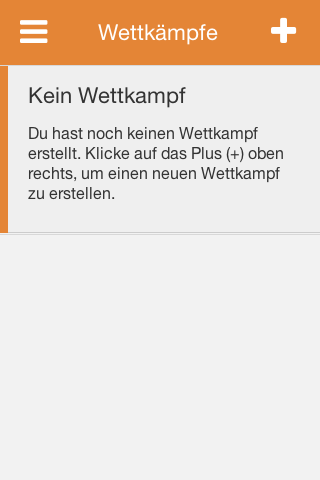 Wettkämpfe
Kein Wettkampf
Du hast noch keinen Wettkampf
erstellt. Klicke auf das Plus (+) oben
rechts, um einen neuen Wettkampf
zu erstellen.